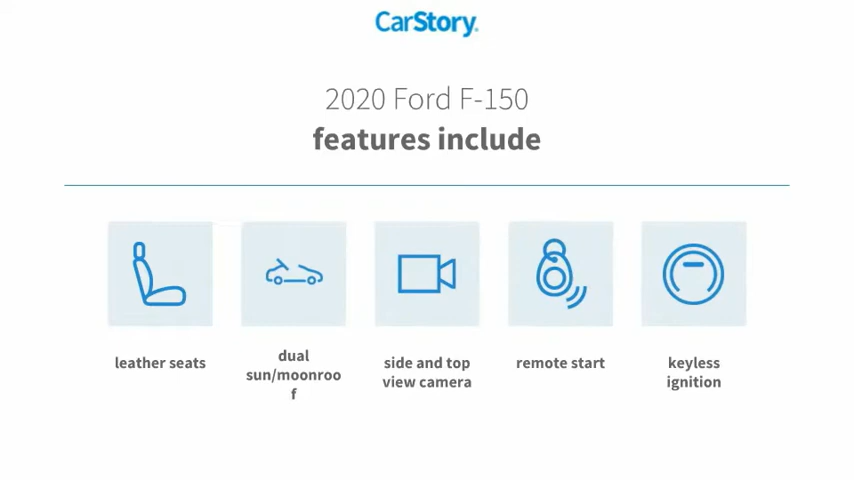 CarStory.
2020 Ford F-150
features include
leather seats
dual
sun/moonroo
f
side and top
view camera
remote start
keyless
ignition